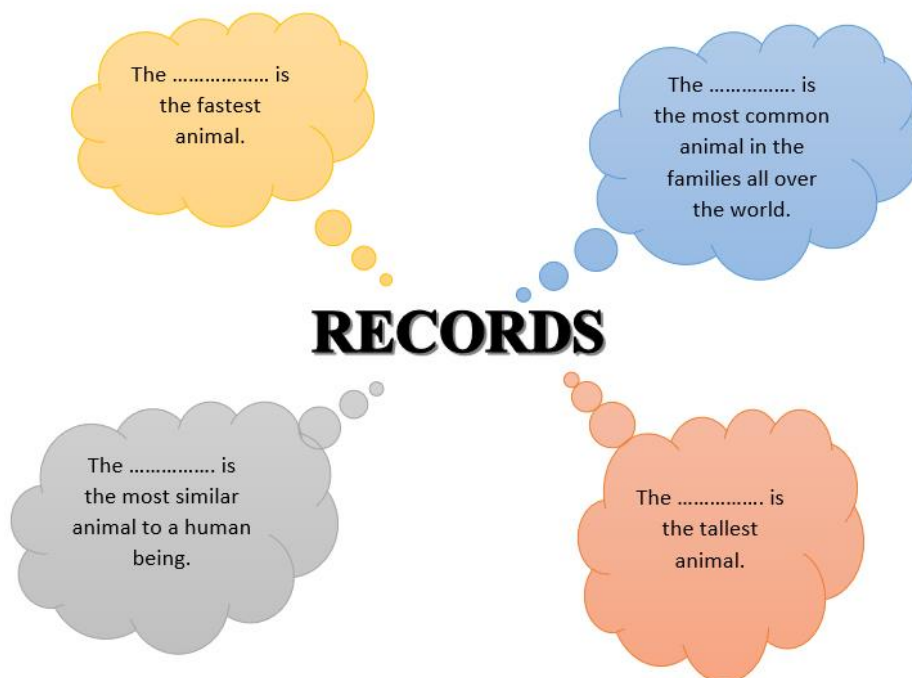 The ……………… is
the fastest
animal.
The ……………. is
the most common
animal in the
families all over
the world.
RECORDS
The ……………. is
the most similar
animal to a human
being.
The ……………. is
the tallest
animal.